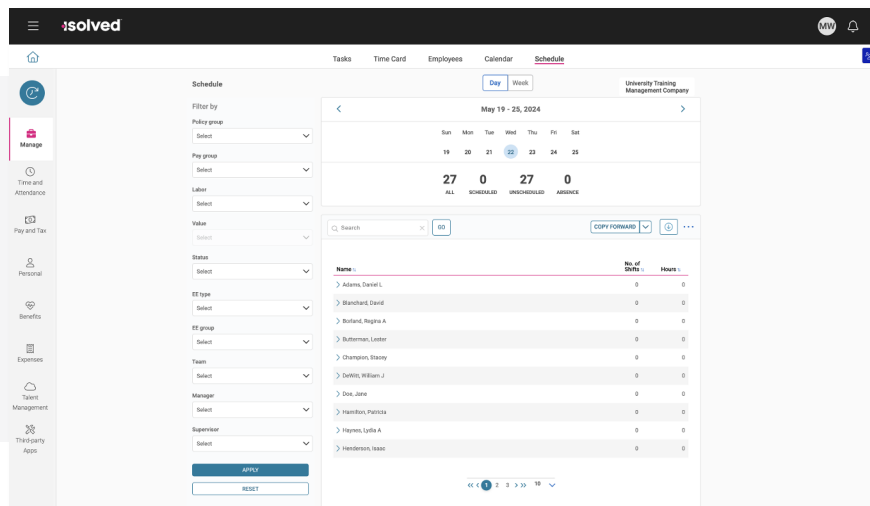 isolved
MW
Tasks Time Card Employees Calendar Schedule
Schedule
Day Week
University Training
Management Company
Manage
Time and
Attendance
Pay and Tax
Personal
Benefits
Expenses
Talent
Management
Third-party
Apps
Filter by
Policy group
Select
Pay group
Select
Labor
Select
Value
Select
Status
Select
EE type
Select
EE group
Select
Team
Select
Manager
Select
Supervisor
Select
APPLY
RESET
May 19 - 25, 2024
Sun Mon Tue Wed Thu Fri Sat
19 20 21 22 23 24 25
27 0 27 0
ALL SCHEDULED UNSCHEDULED ABSENCE
Search GO COPY FORWARD
Name No. of Shifts Hours
Adams, Daniel L 0 0
Blanchard, David 0 0
Borland, Regina A 0 0
Butterman, Lester 0 0
Champion, Stacey 0 0
DeWitt, William J 0 0
Doe, Jane 0 0
Hamilton, Patricia 0 0
Haynes, Lydia A 0 0
Henderson, Isaac 0 0
1 2 3 10